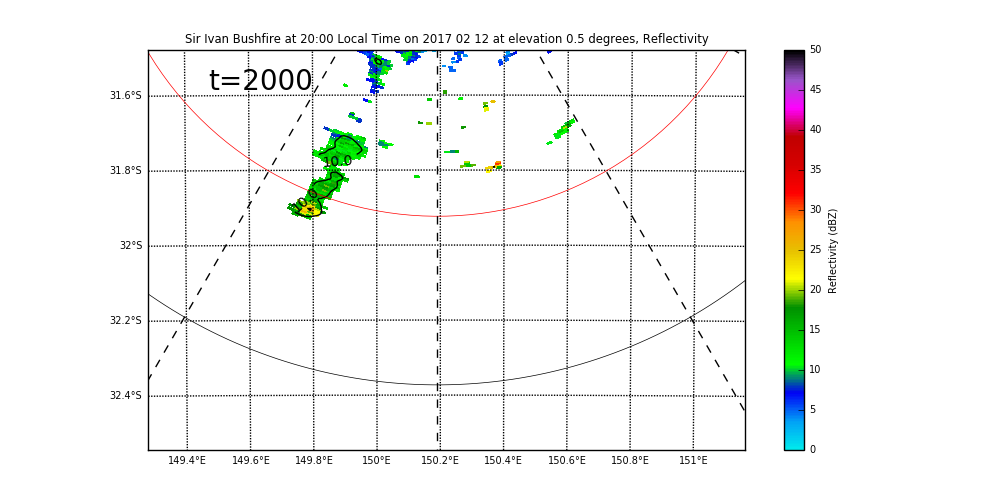 Sir Ivan Bushfire at 20:00 Local Time on 2017 02 12 at elevation 0.5 degrees, Reflectivity
t=2000
31.6°S
31.8°S
32°S
32.2°S
32.4°S
10.0
149.4°E 149.6°E 149.8°E 150°E 150.2°E 150.4°E 150.6°E 150.8°E 151°E
50
45
40
35
30
25
20
15
10
5
0
Reflectivity (dBZ)